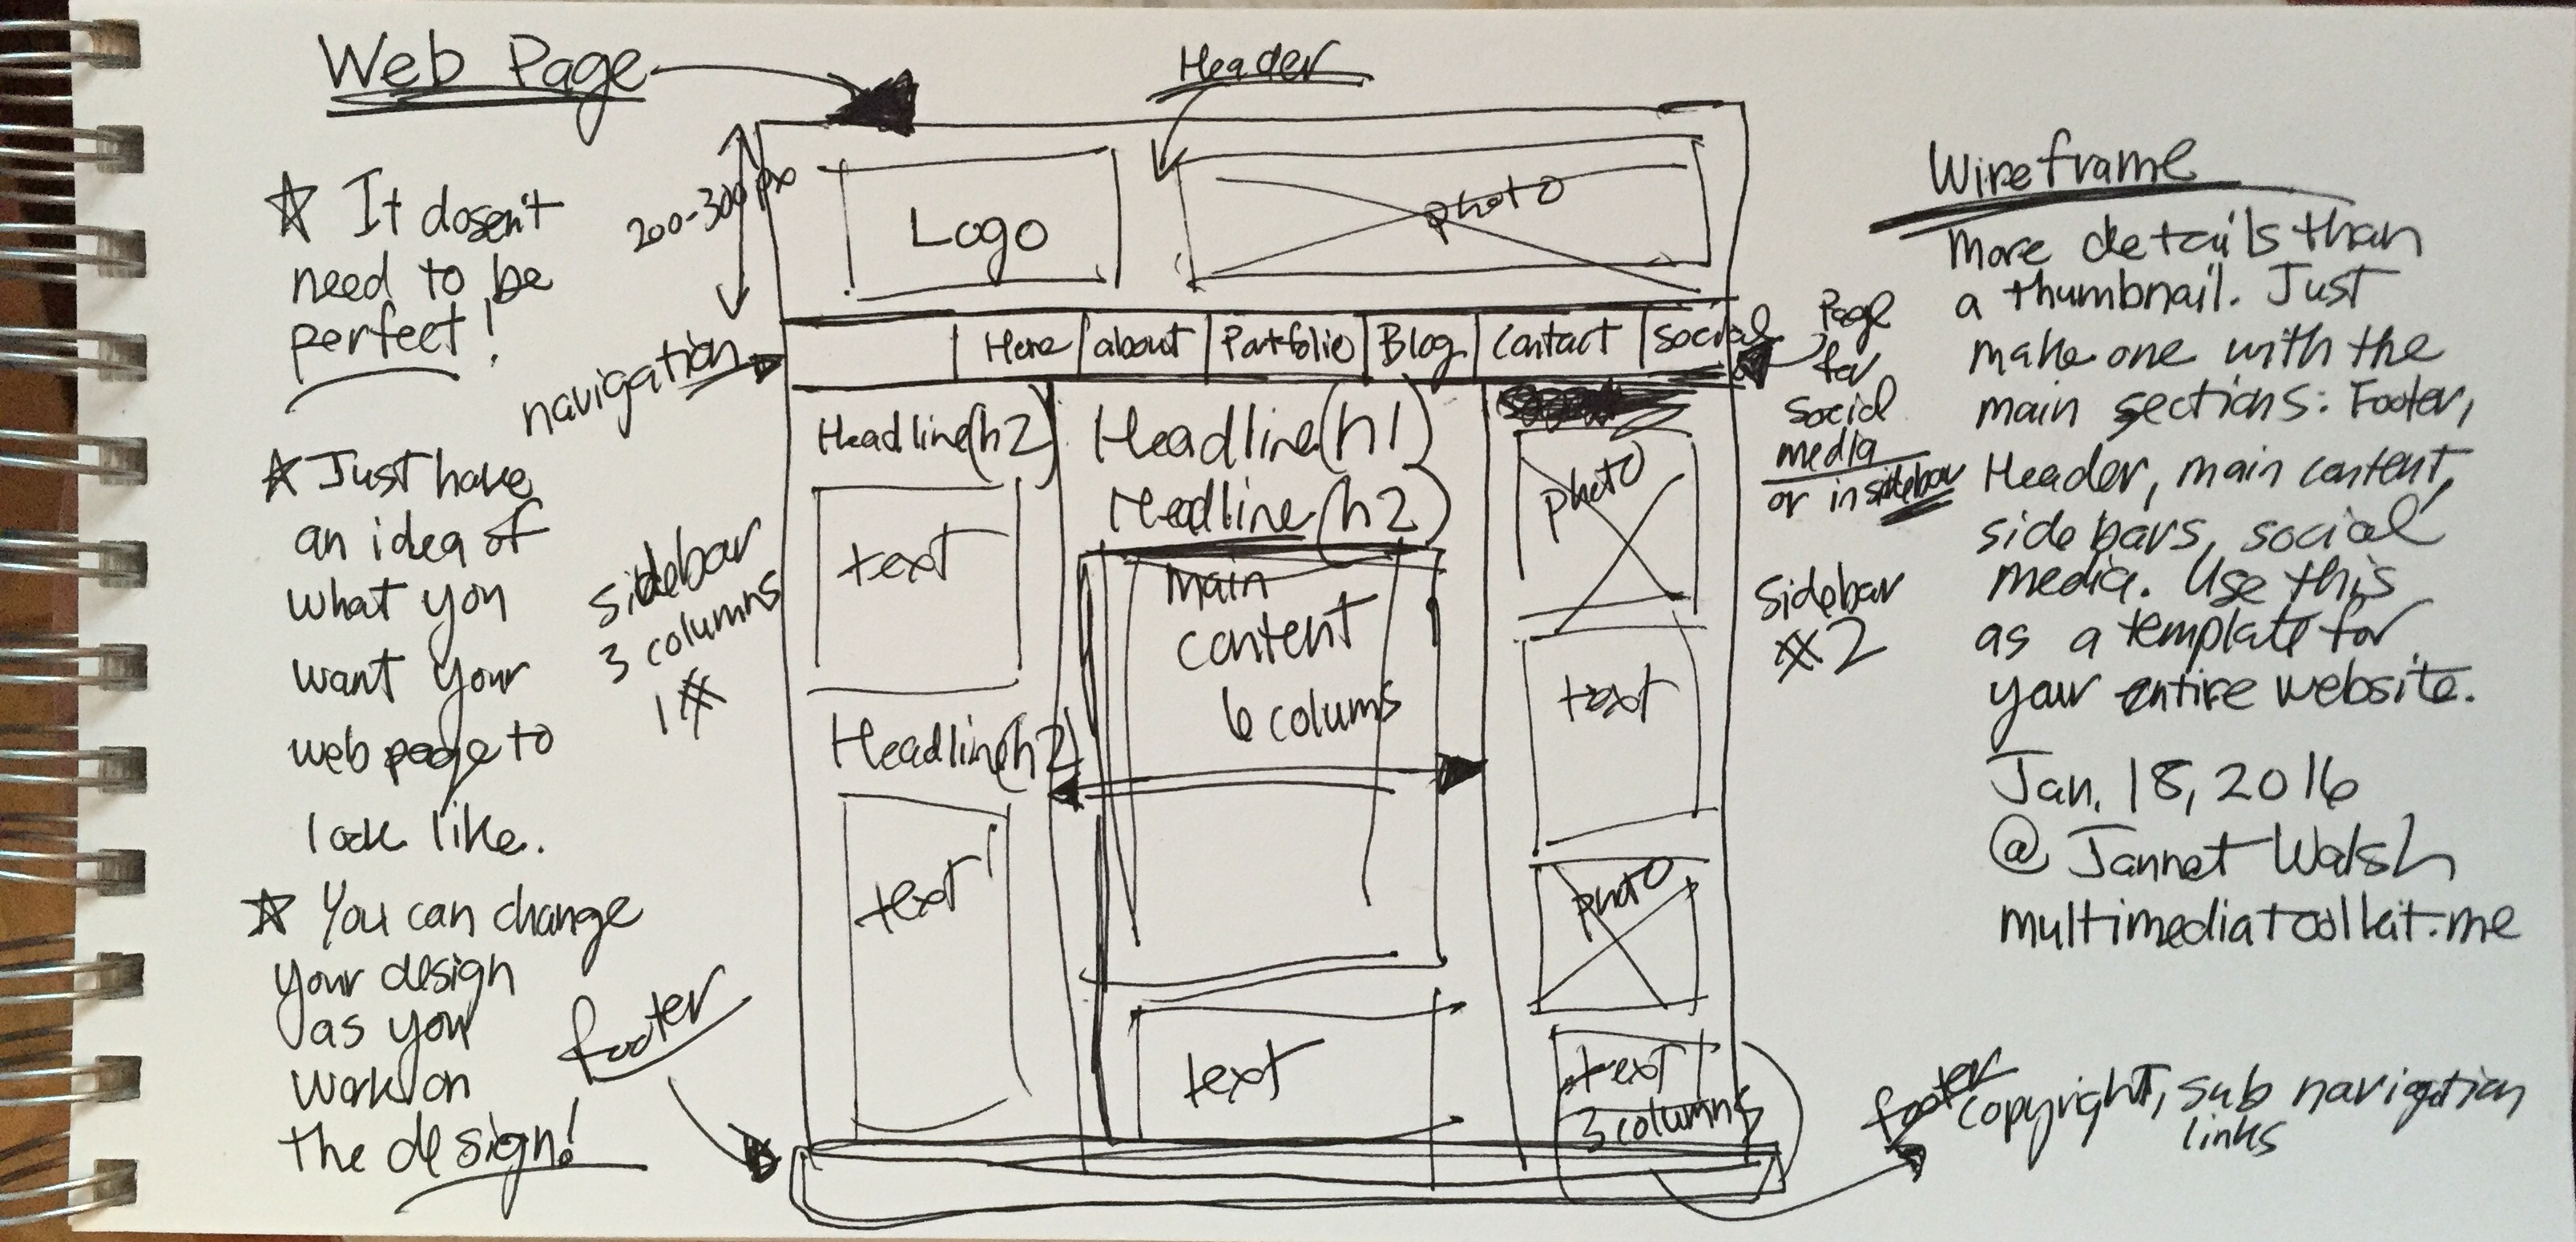 Web Page
Header
☆ It dosen't
need to be
perfect!
☆ Just have
an idea of
what you
want your
web page to
look like.
☆ You can change
your design
as you
work on
the design!
200-300px
navigation
sidebar
3 columns
1#
footer
Logo
photo
about
Portfolio
Blog
Contact
Social
Headline(h2)
text
Headline(h2)
text
Headline(h1)
Headline(h2)
Main
content
6 colums
text
photo
text
photo
text
3 columns
Page
for
Social
media
or in sidebar
Sidebar
#2
Wireframe
More details than
a thumbnail. Just
make one with the
main sections: Footer,
Header, main content,
side bars, social
media. Use this
as a template for
your entire website.
Jan. 18, 2016
@ Jannet Walsh
multimediatoolkit.me
footer
copyright, sub navigation
links